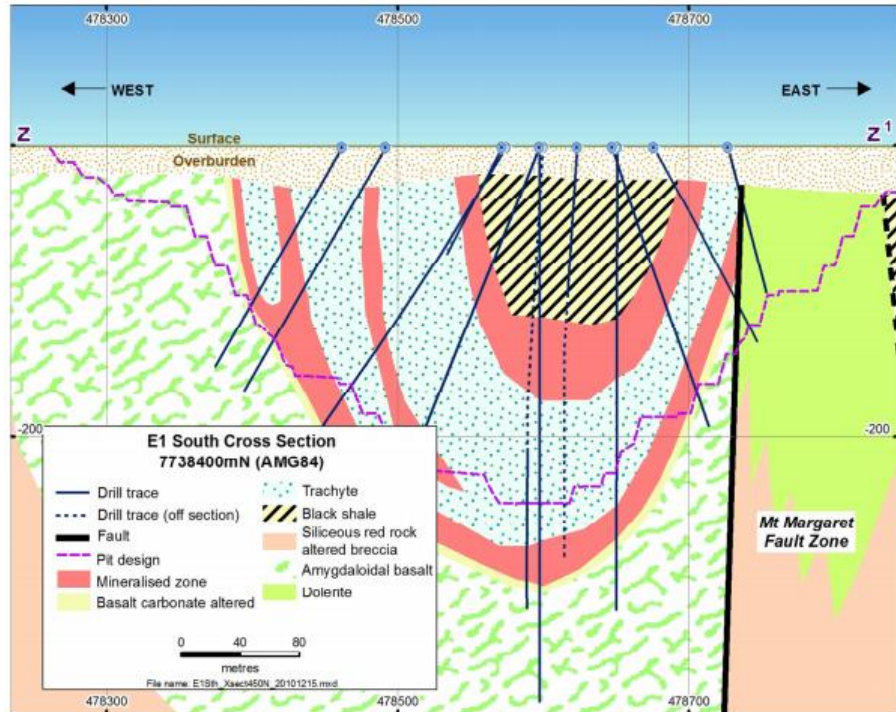 478300
478500
478700
WEST
EAST
Z
Surface
Z1
Overburden
-200
-200
E1 South Cross Section
7738400mN (AMG84)
Drill trace
Drill trace (off section)
Fault
Pit design
Mineralised zone
Basalt carbonate altered
Trachyte
Black shale
Siliceous red rock
altered breccia
Amygdaloidal basalt
Dolente
0 40 80
metres
File name: E1Sth_Xsect450N_20101215.mxd
Mt Margaret
Fault Zone
478300
478500
478700